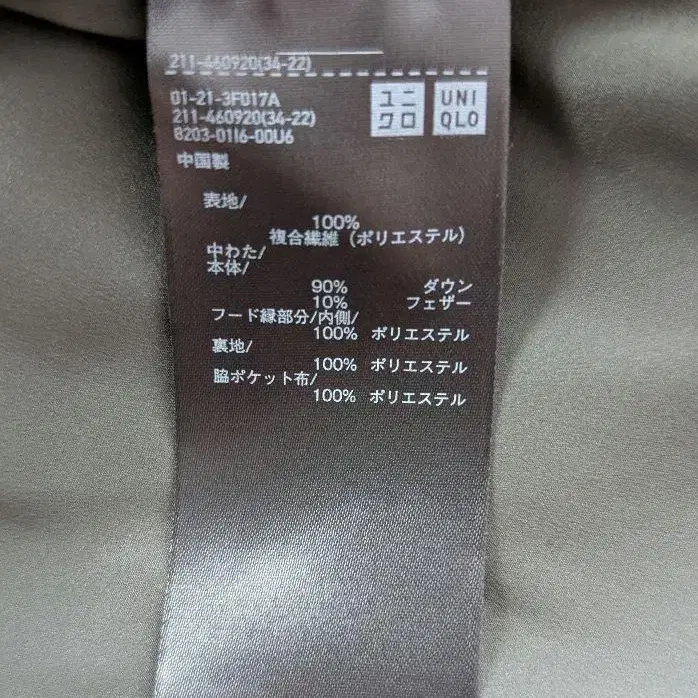 211-460920(34-22)
01-21-3F017A
211-460920(34-22)
8203-01I6-00U6
ユニ
クロ
UNI
QLO
中国製
表地/
100%
複合繊維 (ポリエステル)
中わた/
本体/
90% ダウン
10% フェザー
フード縁部分/内側/
100% ポリエステル
裏地/
100% ポリエステル
脇ポケット布/
100% ポリエステル